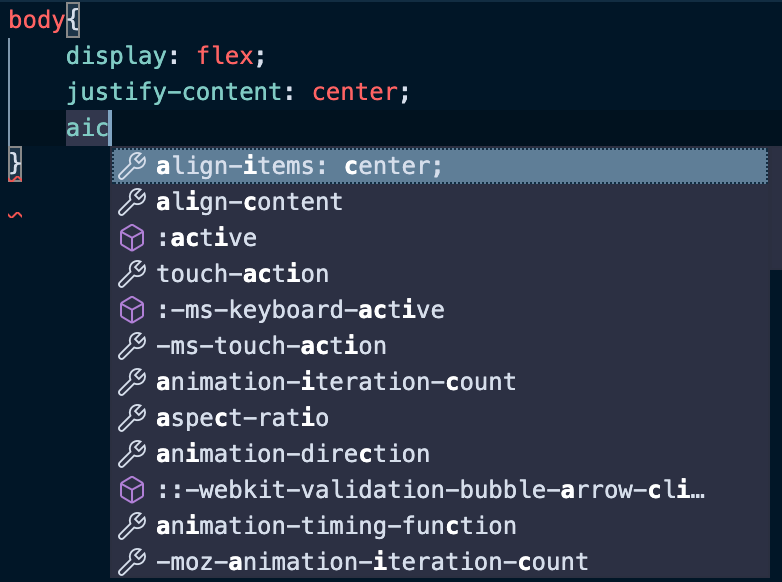 body{
display: flex;
justify-content: center;
aic
}
align-items: center;
align-content
:active
touch-action
:-ms-keyboard-active
-ms-touch-action
animation-iteration-count
aspect-ratio
animation-direction
::-webkit-validation-bubble-arrow-cli…
animation-timing-function
-moz-animation-iteration-count